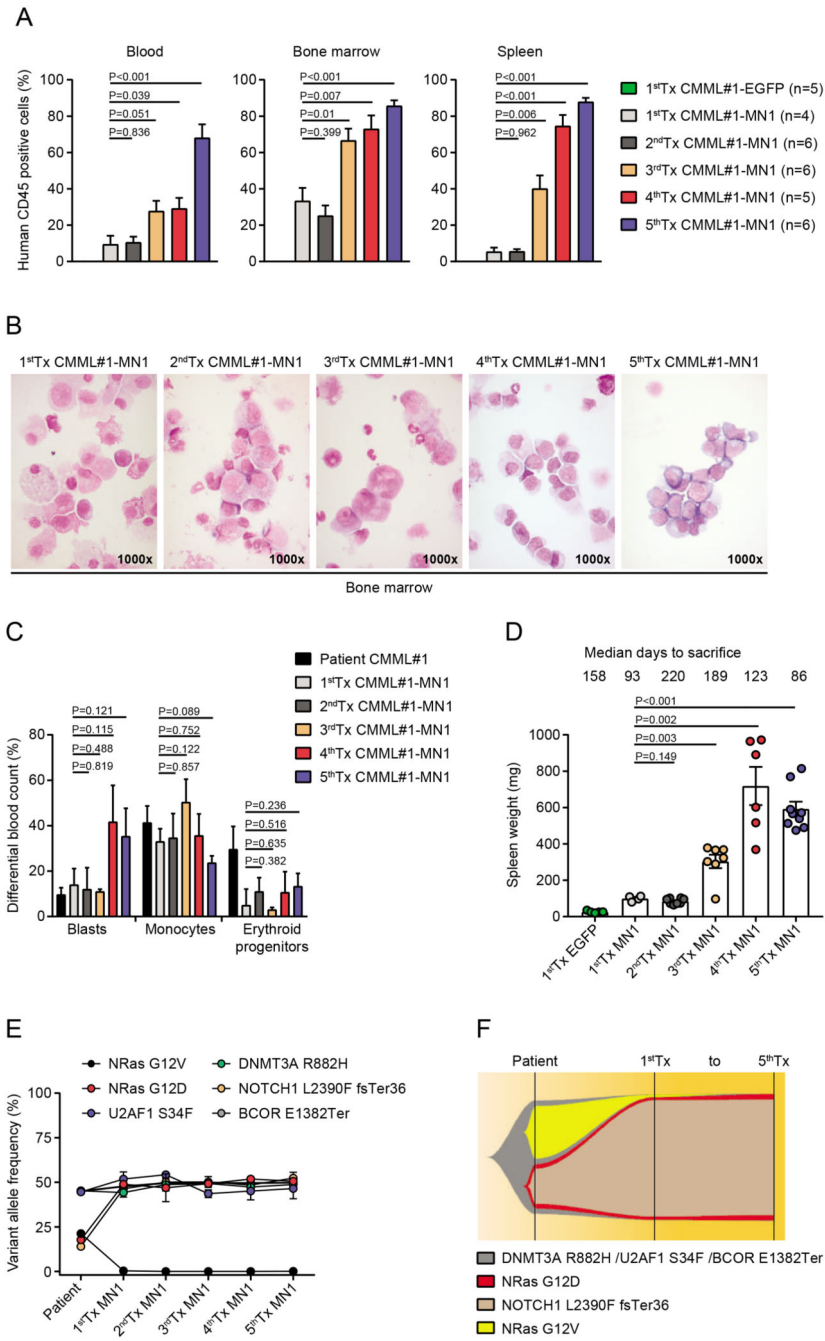 A
Blood
Bone marrow
Spleen
Human CD45 positive cells (%)
100
80
60
40
20
0
P<0.001
P=0.039
P=0.051
P=0.836
100
80
60
40
20
0
P<0.001
P=0.007
P=0.01
P=0.399
100
80
60
40
20
0
P<0.001
P<0.001
P=0.006
P=0.962
1stTx CMML#1-EGFP (n=5)
1stTx CMML#1-MN1 (n=4)
2ndTx CMML#1-MN1 (n=6)
3rdTx CMML#1-MN1 (n=6)
4thTx CMML#1-MN1 (n=5)
5thTx CMML#1-MN1 (n=6)
B
1stTx CMML#1-MN1
2ndTx CMML#1-MN1
3rdTx CMML#1-MN1
4thTx CMML#1-MN1
5thTx CMML#1-MN1
1000x
1000x
1000x
1000x
1000x
Bone marrow
C
Patient CMML#1
1stTx CMML#1-MN1
2ndTx CMML#1-MN1
3rdTx CMML#1-MN1
4thTx CMML#1-MN1
5thTx CMML#1-MN1
Differential blood count (%)
80
60
40
20
0
P=0.121
P=0.115
P=0.488
P=0.819
P=0.089
P=0.752
P=0.122
P=0.857
P=0.236
P=0.516
P=0.635
P=0.382
Blasts
Monocytes
Erythroid
progenitors
D
Median days to sacrifice
158 93 220 189 123 86
P<0.001
P=0.002
P=0.003
P=0.149
Spleen weight (mg)
1000
800
600
400
200
0
1stTx EGFP
1stTx MN1
2ndTx MN1
3rdTx MN1
4thTx MN1
5thTx MN1
E
NRas G12V
NRas G12D
U2AF1 S34F
DNMT3A R882H
NOTCH1 L2390F fsTer36
BCOR E1382Ter
Variant allele frequency (%)
100
75
50
25
0
Patient
1stTx MN1
2ndTx MN1
3rdTx MN1
4thTx MN1
5thTx MN1
F
Patient
1stTx
to
5thTx
DNMT3A R882H /U2AF1 S34F /BCOR E1382Ter
NRas G12D
NOTCH1 L2390F fsTer36
NRas G12V